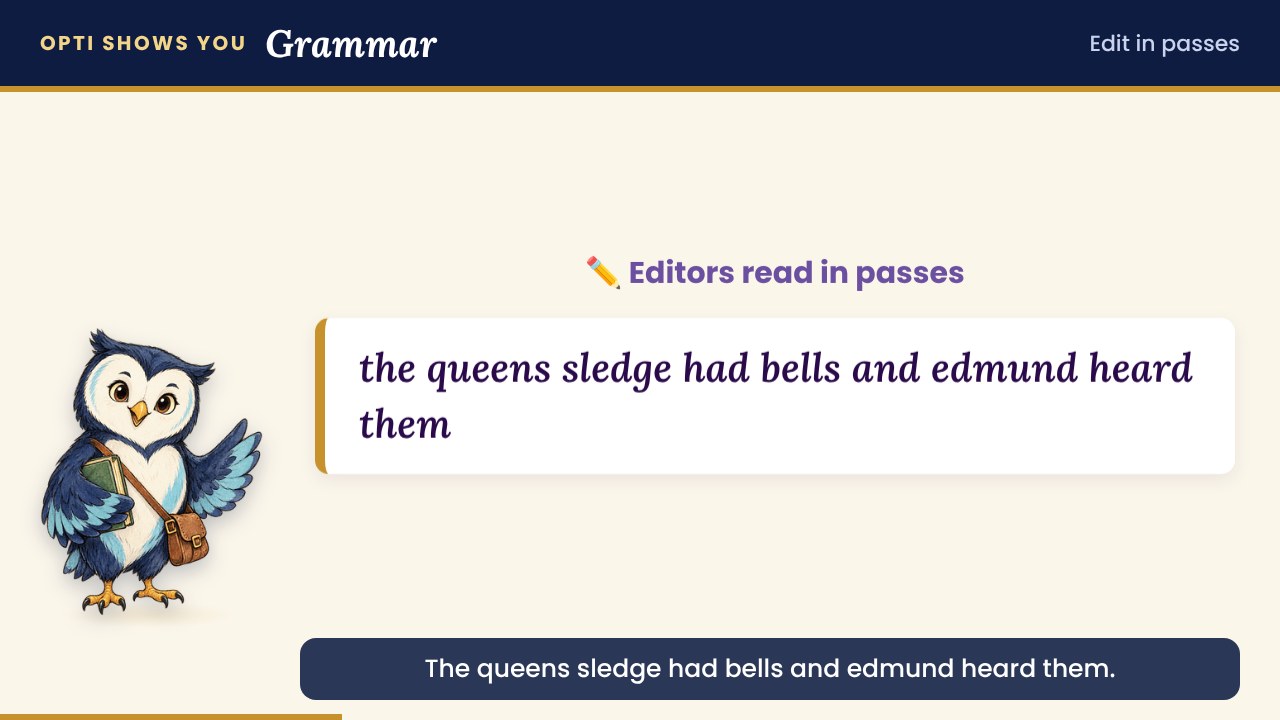 OPTI SHOWS YOU Grammar
Edit in passes
✏️ Editors read in passes
the queens sledge had bells and edmund heard
them
The queens sledge had bells and edmund heard them.